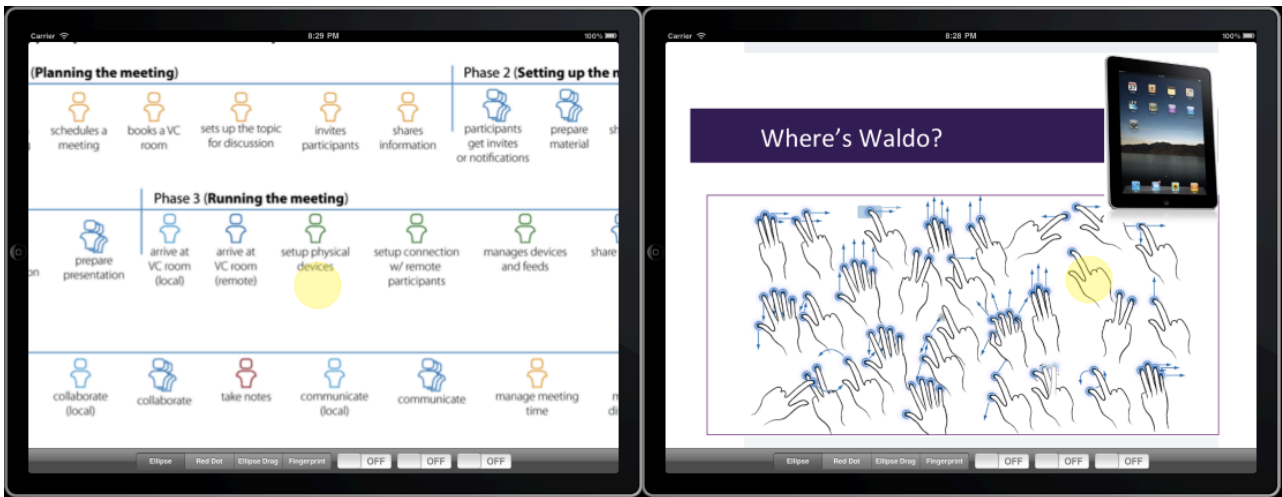 Carrier 8:29 PM 100%
(Planning the meeting)
Phase 2 (Setting up the m
schedules a
meeting
books a VC
room
sets up the topic
for discussion
invites
participants
shares
information
participants
get invites
or notifications
prepare
material
sh
Phase 3 (Running the meeting)
on
prepare
presentation
arrive at
VC room
(local)
arrive at
VC room
(remote)
setup physical
devices
setup connection
w/ remote
participants
manages devices
and feeds
share
collaborate
(local)
collaborate
take notes
communicate
(local)
communicate
manage meeting
time
m
di
Ellipse Red Dot Ellipse Drag Fingerprint OFF OFF OFF
Carrier 8:28 PM 100%
Where's Waldo?
Ellipse Red Dot Ellipse Drag Fingerprint OFF OFF OFF